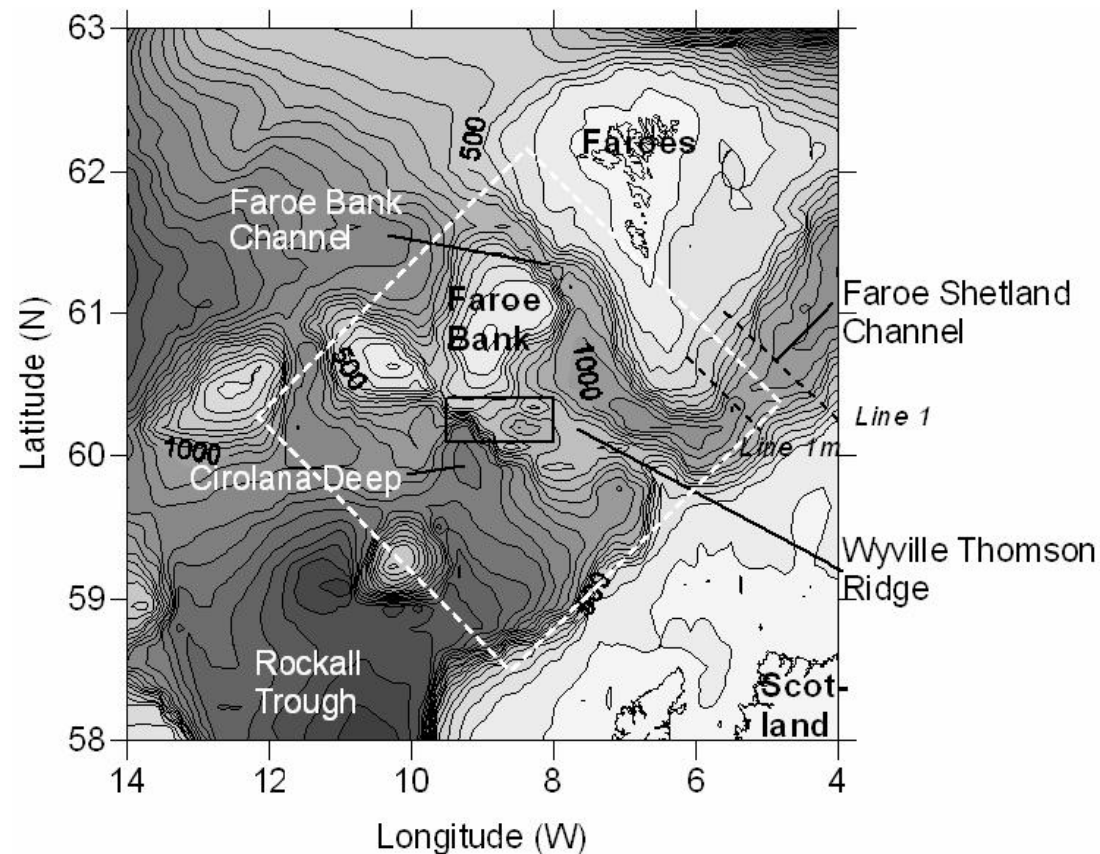 63
62
61
60
59
58
Latitude (N)
14
12
10
8
6
4
Longitude (W)
500
Faroes
Faroe Bank
Channel
Faroe
Bank
500
1000
1000
Faroe Shetland
Channel
Line 1
Line 1m
Cirolana Deep
Wyville Thomson
Ridge
Rockall
Trough
Scot-
land